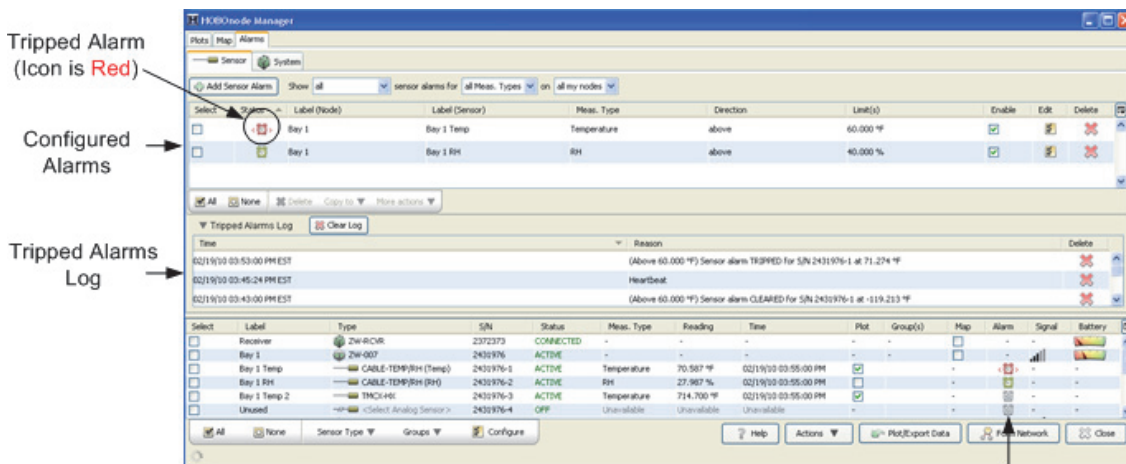 HOBOnode Manager
Plots Map Alarms
Sensor System
Add Sensor Alarm Show all sensor alarms for all Meas. Types on all my nodes
Select Status Label (Node) Label (Sensor) Meas. Type Direction Limit(s) Enable Edit Delete
Bay 1 Bay 1 Temp Temperature above 60.000 °F
Bay 1 Bay 1 RH RH above 40.000 %
All None Delete Copy to More actions
Tripped Alarms Log Clear Log
Time Reason Delete
02/19/10 03:53:00 PM EST (Above 60.000 °F) Sensor alarm TRIPPED for S/N 2431976-1 at 71.274 °F
02/19/10 03:45:24 PM EST Heartbeat
02/19/10 03:43:00 PM EST (Above 60.000 °F) Sensor alarm CLEARED for S/N 2431976-1 at -119.213 °F
Select Label Type S/N Status Meas. Type Reading Time Plot Group(s) Map Alarm Signal Battery
Receiver ZW-RCVR 2372373 CONNECTED - - - - - - -
Bay 1 ZW-007 2431976 ACTIVE - - - - - -
Bay 1 Temp CABLE-TEMP/RH (Temp) 2431976-1 ACTIVE Temperature 70.587 °F 02/19/10 03:55:00 PM - - -
Bay 1 RH CABLE-TEMP/RH (RH) 2431976-2 ACTIVE RH 27.987 % 02/19/10 03:55:00 PM - - -
Bay 1 Temp 2 TMCX-HX 2431976-3 ACTIVE Temperature 714.700 °F 02/19/10 03:55:00 PM - - -
Unused <Select Analog Sensor> 2431976-4 OFF Unavailable Unavailable Unavailable - - - -
All None Sensor Type Groups Configure Help Actions Plot/Export Data Network Close
Tripped Alarm
(Icon is Red)
Configured
Alarms
Tripped Alarms
Log